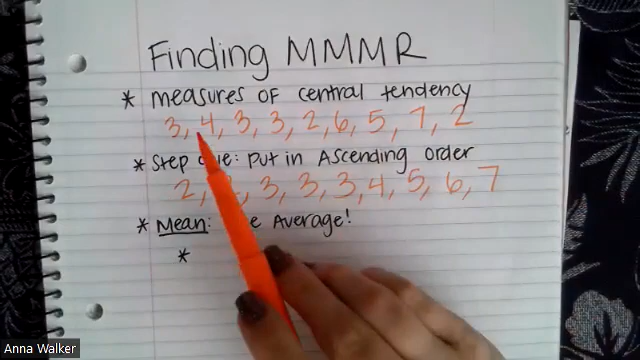 Finding MMMR
* measures of central tendency
3, 4, 3, 3, 2, 6, 5, 7, 2
* Step: Put in Ascending order
2, 3, 3, 3, 4, 5, 6, 7
* Mean: Average!
*
Anna Walker